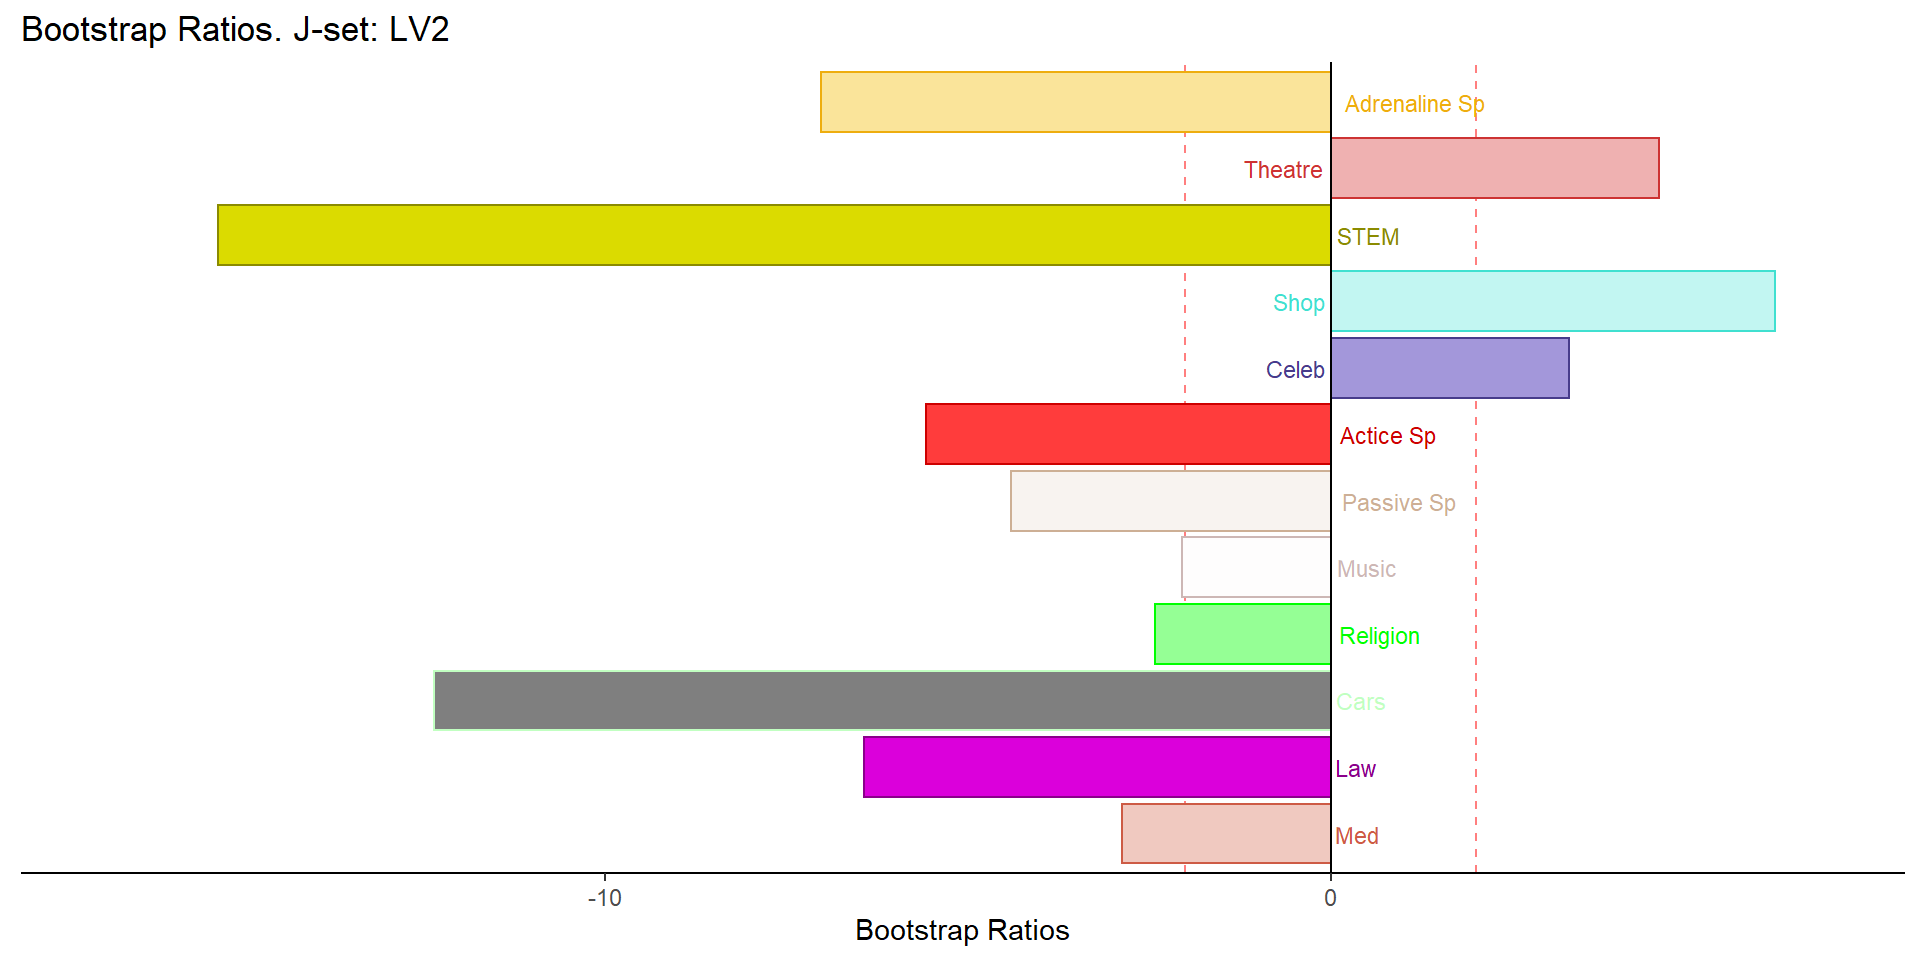 Bootstrap Ratios. J-set: LV2
Adrenaline Sp
Theatre
STEM
Shop
Celeb
Actice Sp
Passive Sp
Music
Religion
Cars
Law
Med
-10
0
Bootstrap Ratios